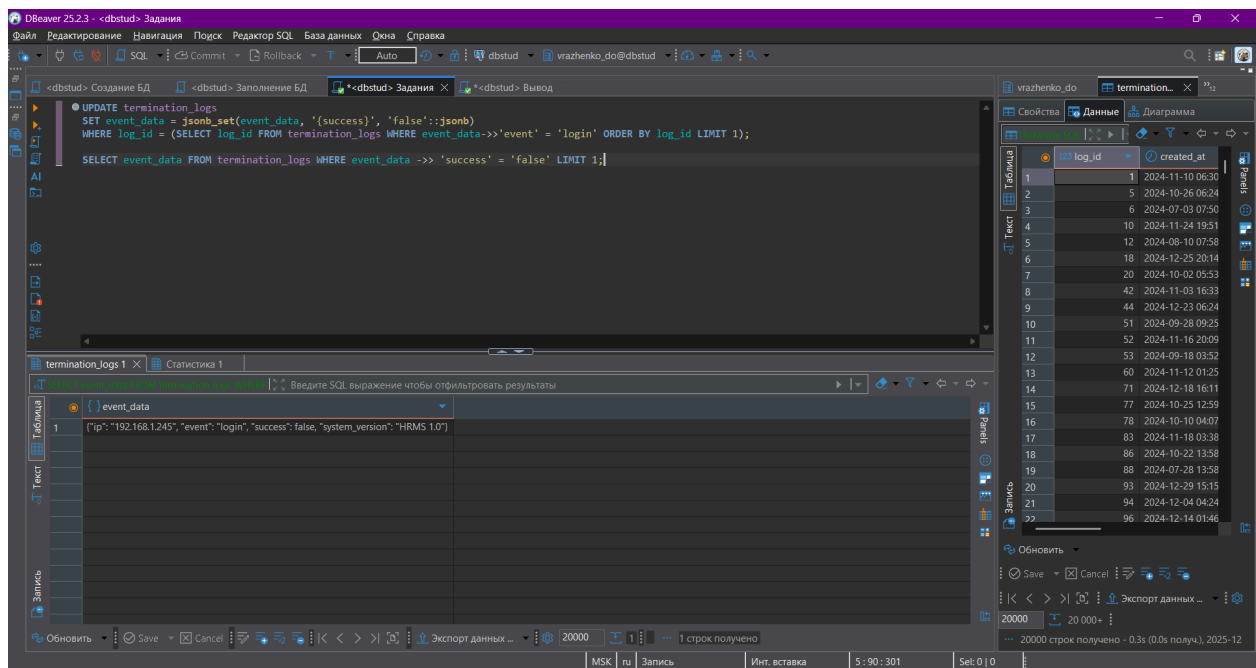 DBeaver 25.2.3 - <dbstud> Задания
Файл Редактирование Навигация Поиск Редактор SQL База данных Окна Справка
SQL Commit Rollback T Auto dbstud vrazhenko_do@dbstud
<dbstud> Создание БД <dbstud> Заполнение БД *<dbstud> Задания *<dbstud> Вывод
UPDATE termination_logs
SET event_data = jsonb_set(event_data, '{success}', 'false'::jsonb)
WHERE log_id = (SELECT log_id FROM termination_logs WHERE event_data->>'event' = 'login' ORDER BY log_id LIMIT 1);
SELECT event_data FROM termination_logs WHERE event_data ->> 'success' = 'false' LIMIT 1;
AI
termination_logs 1 Статистика 1
Введите SQL выражение чтобы отфильтровать результаты
Таблица
Текст
Запись
event_data
1 {"ip": "192.168.1.245", "event": "login", "success": false, "system_version": "HRMS 1.0"}
Panels
Обновить Save Cancel Экспорт данных ... 20000 1 ... 1 строк получено
vrazhenko_do termination... »12
Свойства Данные Диаграмма
Таблица
Текст
Запись
123 log_id created_at
1 1 2024-11-10 06:30
2 5 2024-10-26 06:24
3 6 2024-07-03 07:50
4 10 2024-11-24 19:51
5 12 2024-08-10 07:58
6 18 2024-12-25 20:14
7 20 2024-10-02 05:53
8 42 2024-11-03 16:33
9 44 2024-12-23 06:24
10 51 2024-09-28 09:25
11 52 2024-11-16 20:09
12 53 2024-09-18 03:52
13 60 2024-11-12 01:25
14 71 2024-12-18 16:11
15 77 2024-10-25 12:59
16 78 2024-10-10 04:07
17 83 2024-11-18 03:38
18 86 2024-10-22 13:58
19 88 2024-07-28 13:58
20 93 2024-12-29 15:15
21 94 2024-12-04 04:24
22 96 2024-12-14 01:46
Panels
Обновить
Save Cancel
Экспорт данных ...
20000 20 000+
... 20000 строк получено - 0.3s (0.0s получ.), 2025-12
MSK ru Запись Инт. вставка 5 : 90 : 301 Sel: 0 | 0